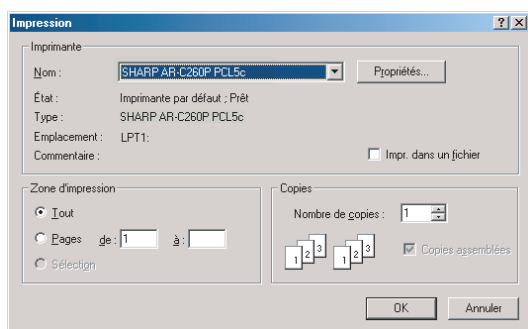 Impression
Imprimante
Nom : SHARP AR-C260P PCL5c Propriétés...
État : Imprimante par défaut ; Prêt
Type : SHARP AR-C260P PCL5c
Emplacement : LPT1:
Commentaire : Impr. dans un fichier
Zone d'impression
Tout
Pages de : 1 à :
Sélection
Copies
Nombre de copies : 1
1 2 3 1 2 3
Copies assemblées
OK Annuler